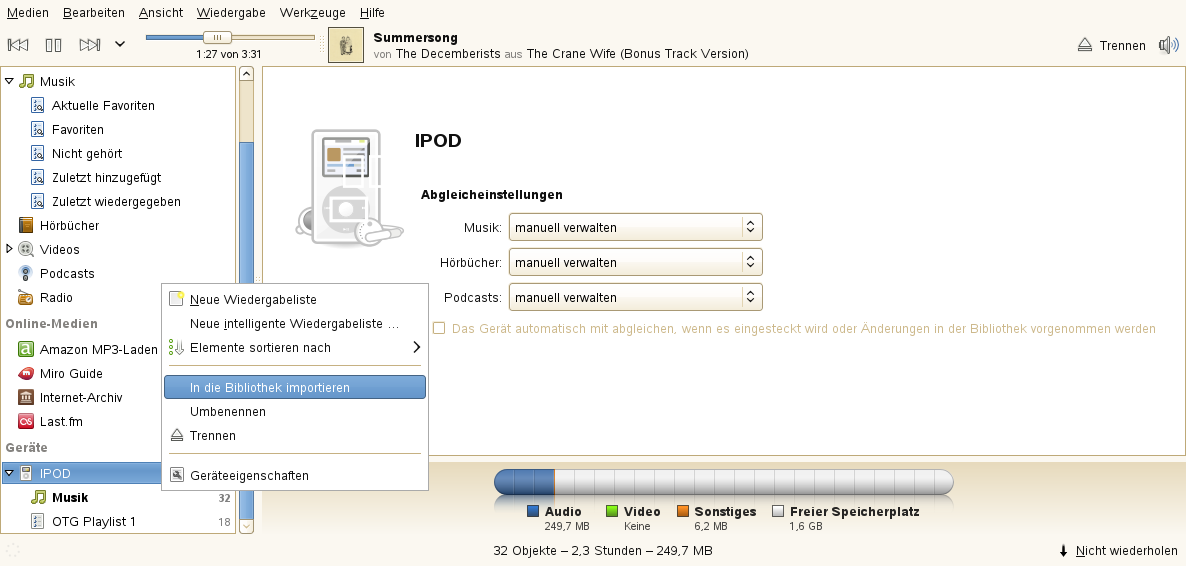 Medien Bearbeiten Ansicht Wiedergabe Werkzeuge Hilfe
1:27 von 3:31
Summersong
von The Decemberists aus The Crane Wife (Bonus Track Version)
Trennen
Musik
Aktuelle Favoriten
Favoriten
Nicht gehört
Zuletzt hinzugefügt
Zuletzt wiedergegeben
Hörbücher
Videos
Podcasts
Radio
Online-Medien
Amazon MP3-Laden
Miro Guide
Internet-Archiv
Last.fm
Geräte
IPOD
Musik 32
OTG Playlist 1 18
Neue Wiedergabeliste
Neue intelligente Wiedergabeliste ...
Elemente sortieren nach
In die Bibliothek importieren
Umbenennen
Trennen
Geräteeigenschaften
IPOD
Abgleicheinstellungen
Musik: manuell verwalten
Hörbücher: manuell verwalten
Podcasts: manuell verwalten
Das Gerät automatisch mit abgleichen, wenn es eingesteckt wird oder Änderungen in der Bibliothek vorgenommen werden
Audio Video Sonstiges Freier Speicherplatz
249,7 MB Keine 6,2 MB 1,6 GB
32 Objekte – 2,3 Stunden – 249,7 MB
Nicht wiederholen